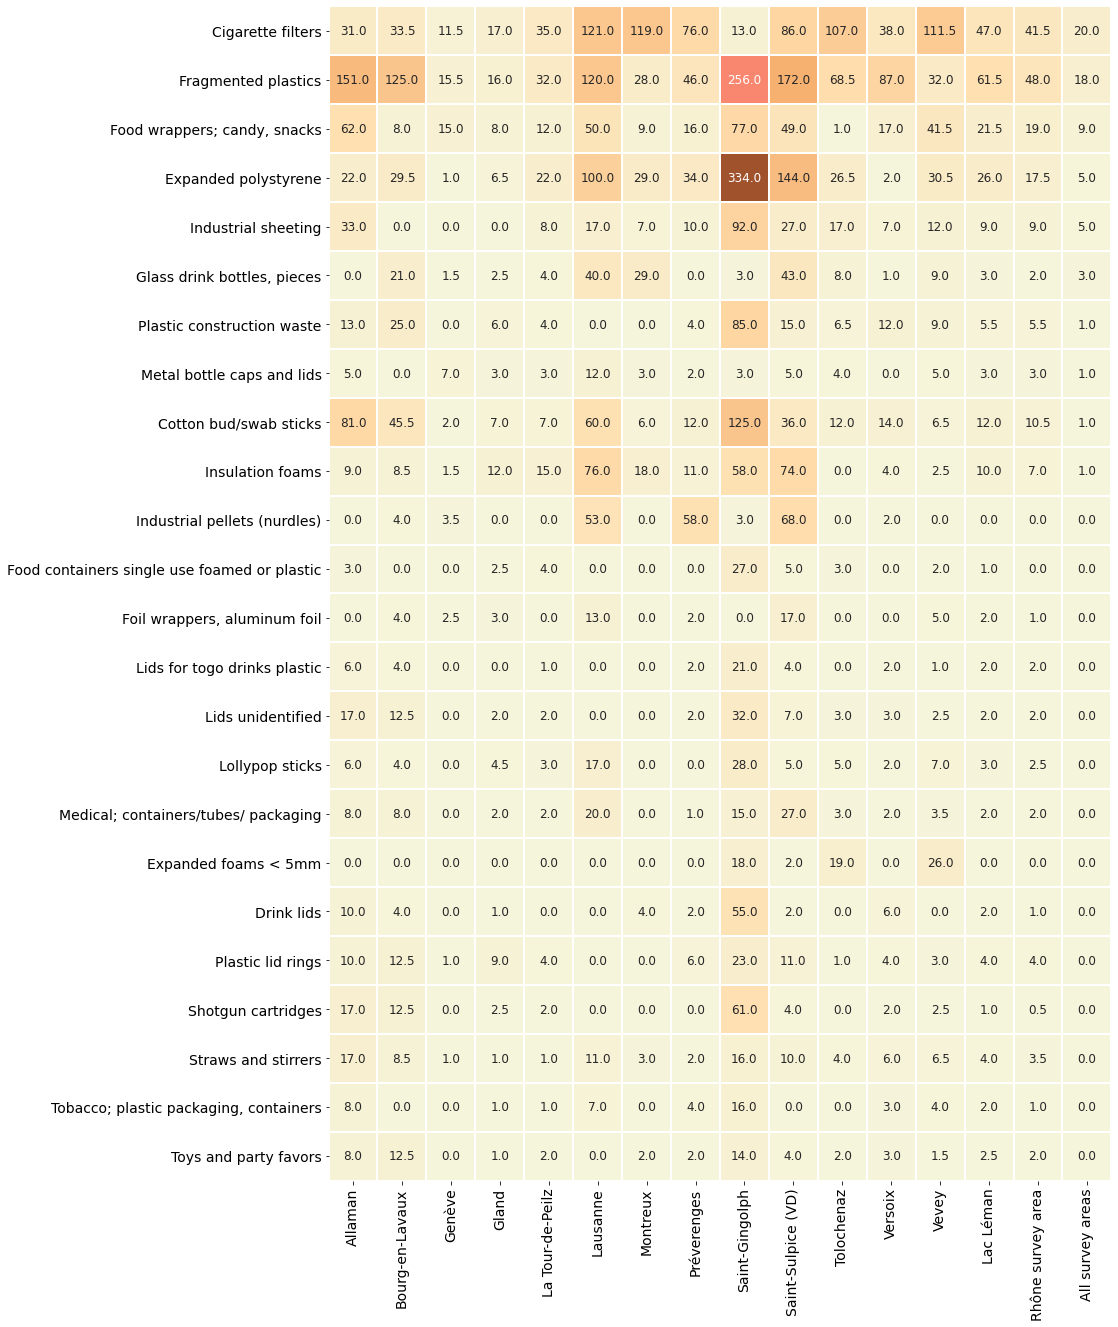 Cigarette filters 31.0 33.5 11.5 17.0 35.0 121.0 119.0 76.0 13.0 86.0 107.0 38.0 111.5 47.0 41.5 20.0
Fragmented plastics 151.0 125.0 15.5 16.0 32.0 120.0 28.0 46.0 256.0 172.0 68.5 87.0 32.0 61.5 48.0 18.0
Food wrappers; candy, snacks 62.0 8.0 15.0 8.0 12.0 50.0 9.0 16.0 77.0 49.0 1.0 17.0 41.5 21.5 19.0 9.0
Expanded polystyrene 22.0 29.5 1.0 6.5 22.0 100.0 29.0 34.0 334.0 144.0 26.5 2.0 30.5 26.0 17.5 5.0
Industrial sheeting 33.0 0.0 0.0 0.0 8.0 17.0 7.0 10.0 92.0 27.0 17.0 7.0 12.0 9.0 9.0 5.0
Glass drink bottles, pieces 0.0 21.0 1.5 2.5 4.0 40.0 29.0 0.0 3.0 43.0 8.0 1.0 9.0 3.0 2.0 3.0
Plastic construction waste 13.0 25.0 0.0 6.0 4.0 0.0 0.0 4.0 85.0 15.0 6.5 12.0 9.0 5.5 5.5 1.0
Metal bottle caps and lids 5.0 0.0 7.0 3.0 3.0 12.0 3.0 2.0 3.0 5.0 4.0 0.0 5.0 3.0 3.0 1.0
Cotton bud/swab sticks 81.0 45.5 2.0 7.0 7.0 60.0 6.0 12.0 125.0 36.0 12.0 14.0 6.5 12.0 10.5 1.0
Insulation foams 9.0 8.5 1.5 12.0 15.0 76.0 18.0 11.0 58.0 74.0 0.0 4.0 2.5 10.0 7.0 1.0
Industrial pellets (nurdles) 0.0 4.0 3.5 0.0 0.0 53.0 0.0 58.0 3.0 68.0 0.0 2.0 0.0 0.0 0.0 0.0
Food containers single use foamed or plastic 3.0 0.0 0.0 2.5 4.0 0.0 0.0 0.0 27.0 5.0 3.0 0.0 2.0 1.0 0.0 0.0
Foil wrappers, aluminum foil 0.0 4.0 2.5 3.0 0.0 13.0 0.0 2.0 0.0 17.0 0.0 0.0 5.0 2.0 1.0 0.0
Lids for togo drinks plastic 6.0 4.0 0.0 0.0 1.0 0.0 0.0 2.0 21.0 4.0 0.0 2.0 1.0 2.0 2.0 0.0
Lids unidentified 17.0 12.5 0.0 2.0 2.0 0.0 0.0 2.0 32.0 7.0 3.0 3.0 2.5 2.0 2.0 0.0
Lollypop sticks 6.0 4.0 0.0 4.5 3.0 17.0 0.0 0.0 28.0 5.0 5.0 2.0 7.0 3.0 2.5 0.0
Medical; containers/tubes/ packaging 8.0 8.0 0.0 2.0 2.0 20.0 0.0 1.0 15.0 27.0 3.0 2.0 3.5 2.0 2.0 0.0
Expanded foams < 5mm 0.0 0.0 0.0 0.0 0.0 0.0 0.0 0.0 18.0 2.0 19.0 0.0 26.0 0.0 0.0 0.0
Drink lids 10.0 4.0 0.0 1.0 0.0 0.0 4.0 2.0 55.0 2.0 0.0 6.0 0.0 2.0 1.0 0.0
Plastic lid rings 10.0 12.5 1.0 9.0 4.0 0.0 0.0 6.0 23.0 11.0 1.0 4.0 3.0 4.0 4.0 0.0
Shotgun cartridges 17.0 12.5 0.0 2.5 2.0 0.0 0.0 0.0 61.0 4.0 0.0 2.0 2.5 1.0 0.5 0.0
Straws and stirrers 17.0 8.5 1.0 1.0 1.0 11.0 3.0 2.0 16.0 10.0 4.0 6.0 6.5 4.0 3.5 0.0
Tobacco; plastic packaging, containers 8.0 0.0 0.0 1.0 1.0 7.0 0.0 4.0 16.0 0.0 0.0 3.0 4.0 2.0 1.0 0.0
Toys and party favors 8.0 12.5 0.0 1.0 2.0 0.0 2.0 2.0 14.0 4.0 2.0 3.0 1.5 2.5 2.0 0.0
Allaman
Bourg-en-Lavaux
Genève
Gland
La Tour-de-Peilz
Lausanne
Montreux
Préverenges
Saint-Gingolph
Saint-Sulpice (VD)
Tolochenaz
Versoix
Vevey
Lac Léman
Rhône survey area
All survey areas